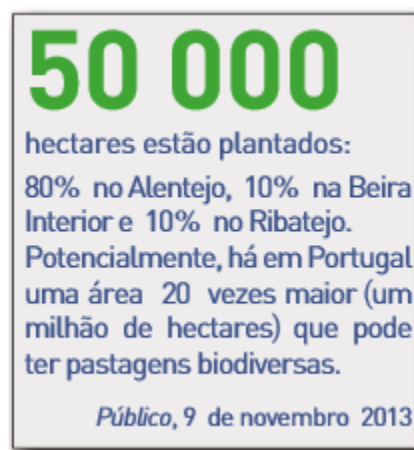 50 000
hectares estão plantados:
80% no Alentejo, 10% na Beira
Interior e 10% no Ribatejo.
Potencialmente, há em Portugal
uma área 20 vezes maior (um
milhão de hectares) que pode
ter pastagens biodiversas.
Público, 9 de novembro 2013